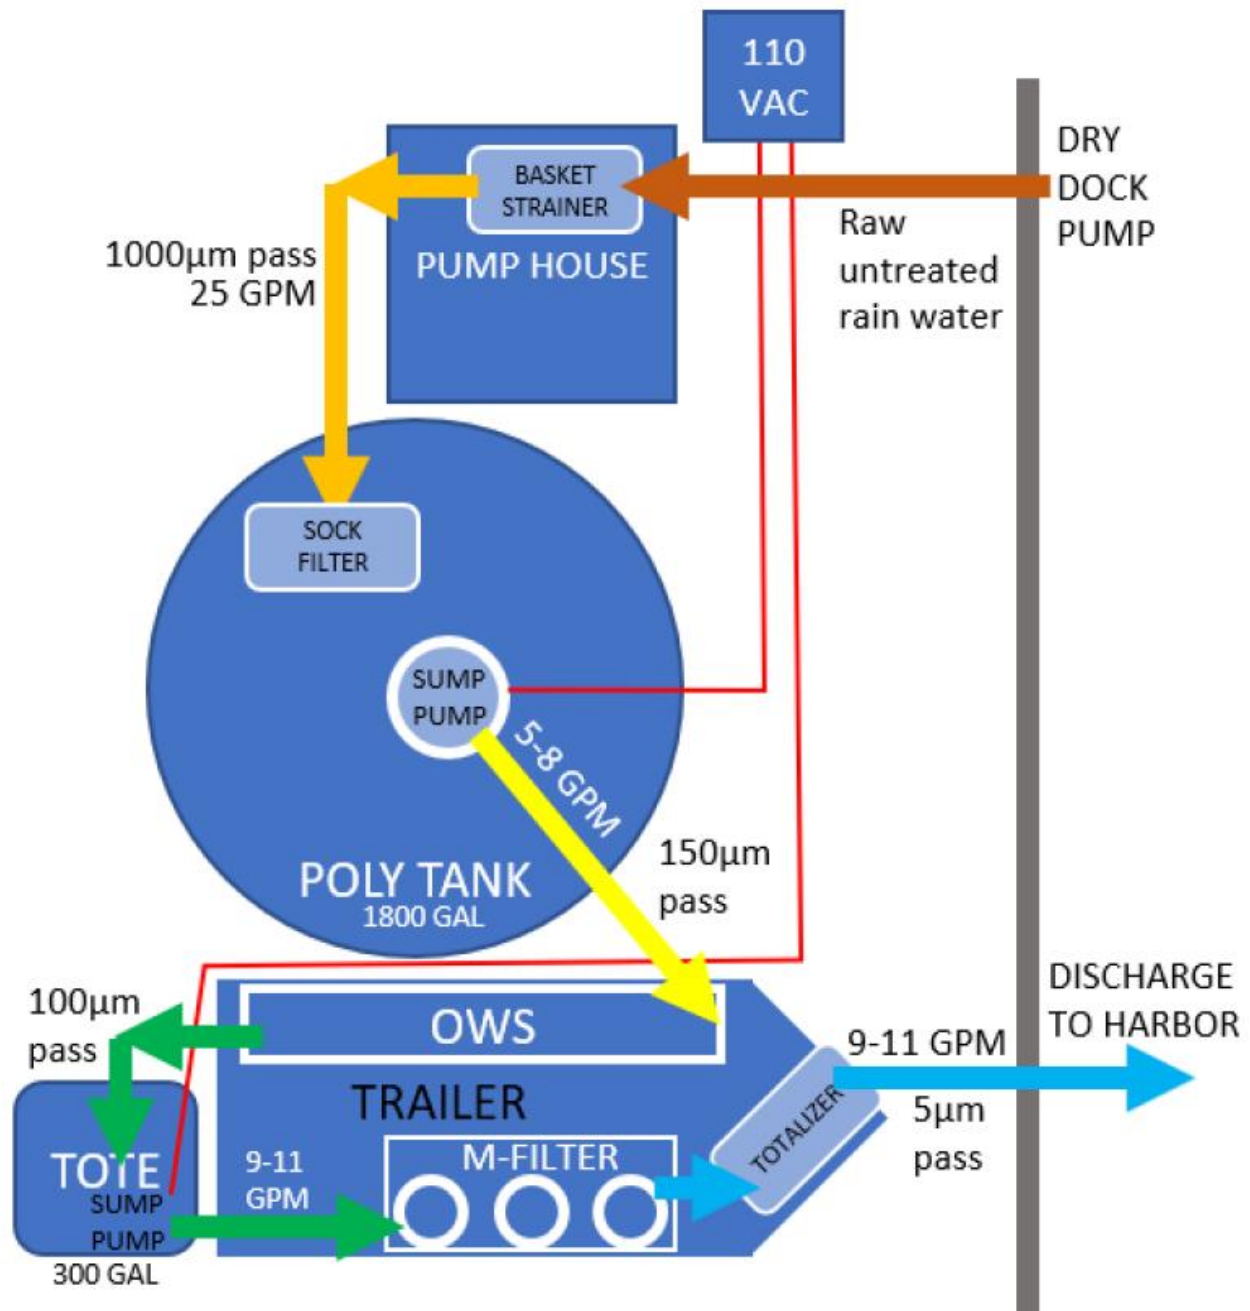 110
VAC
DRY
DOCK
PUMP
BASKET
STRAINER
PUMP HOUSE
Raw
untreated
rain water
1000µm pass
25 GPM
SOCK
FILTER
SUMP
PUMP
5-8 GPM
150µm
pass
POLY TANK
1800 GAL
100µm
pass
OWS
DISCHARGE
TO HARBOR
9-11 GPM
5µm
pass
TRAILER
TOTALIZER
M-FILTER
9-11
GPM
TOTE
SUMP
PUMP
300 GAL